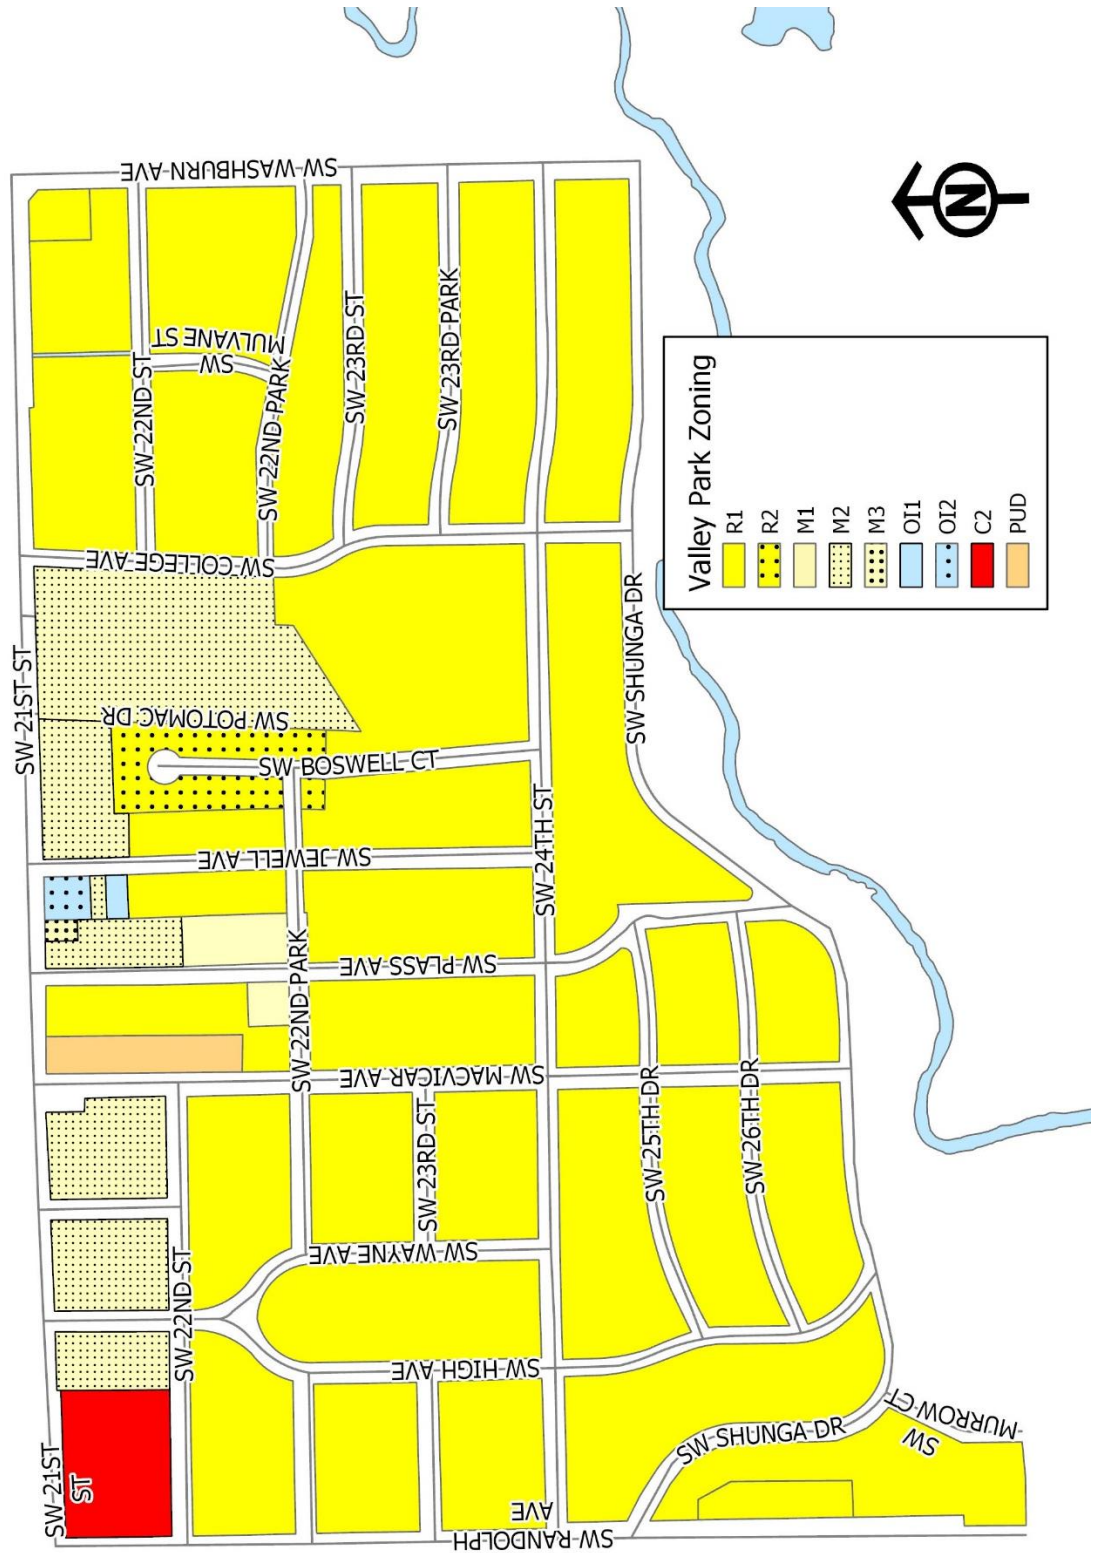 SW 21ST ST
SW 21ST
ST
SW WASHBURN AVE
SW 22ND ST
SW
MULVANE ST
SW 22ND PARK
SW 23RD ST
SW 23RD PARK
SW COLLEGE AVE
SW POTOMAC DR
SW BOSWELL CT
SW JEWELL AVE
SW 24TH ST
SW SHUNGA DR
SW PLASS AVE
SW 22ND PARK
SW MACVICAR AVE
SW 23RD ST
SW 25TH DR
SW 26TH DR
SW WAYNE AVE
SW 22ND ST
SW HIGH AVE
SW SHUNGA DR
SW
MURROW CT
SW RANDOLPH
AVE
N
Valley Park Zoning
R1
R2
M1
M2
M3
OI1
OI2
C2
PUD